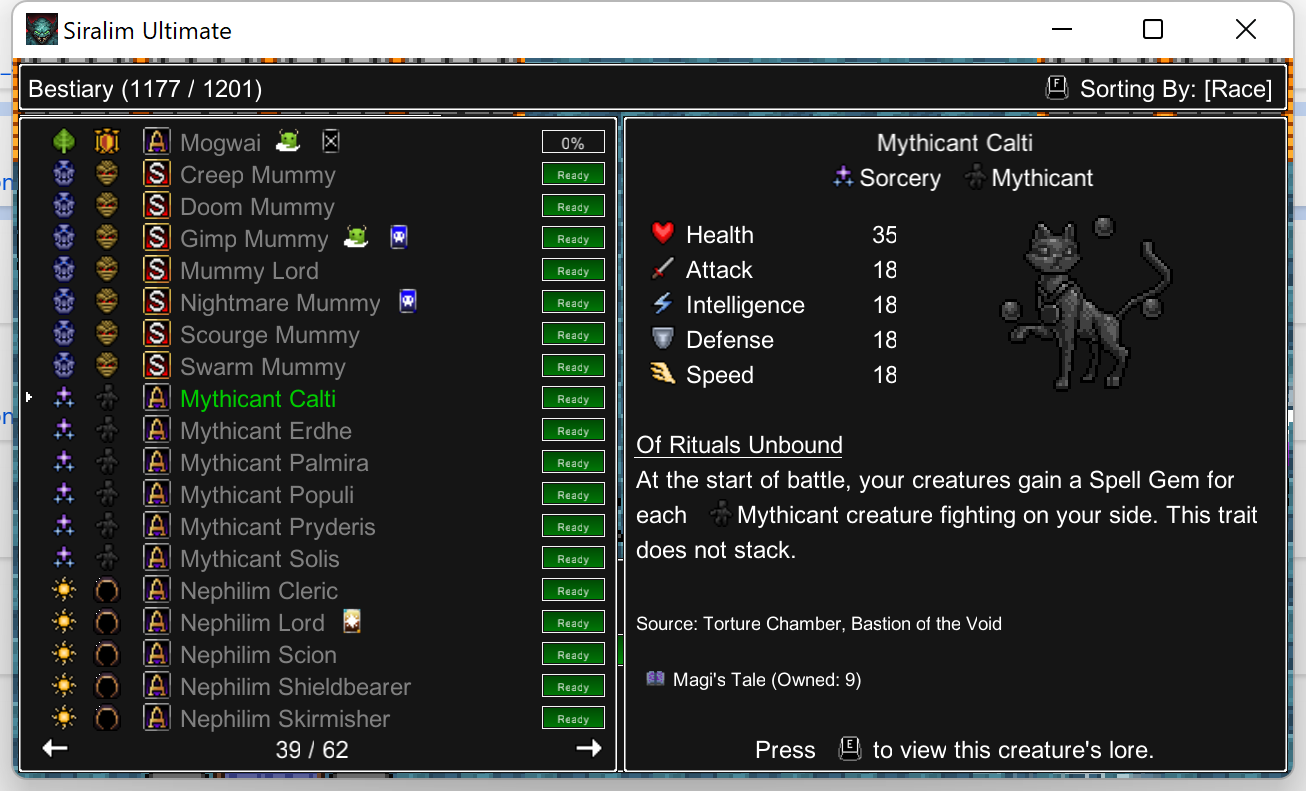 Siralim Ultimate
Bestiary (1177 / 1201)
F
Sorting By: [Race]
A Mogwai 0%
S Creep Mummy Ready
S Doom Mummy Ready
S Gimp Mummy Ready
S Mummy Lord Ready
S Nightmare Mummy Ready
S Scourge Mummy Ready
S Swarm Mummy Ready
A Mythicant Calti Ready
A Mythicant Erdhe Ready
A Mythicant Palmira Ready
A Mythicant Populi Ready
A Mythicant Pryderis Ready
A Mythicant Solis Ready
A Nephilim Cleric Ready
A Nephilim Lord Ready
A Nephilim Scion Ready
A Nephilim Shieldbearer Ready
A Nephilim Skirmisher Ready
39 / 62
Mythicant Calti
Sorcery Mythicant
Health 35
Attack 18
Intelligence 18
Defense 18
Speed 18
Of Rituals Unbound
At the start of battle, your creatures gain a Spell Gem for
each Mythicant creature fighting on your side. This trait
does not stack.
Source: Torture Chamber, Bastion of the Void
Magi's Tale (Owned: 9)
Press E to view this creature's lore.